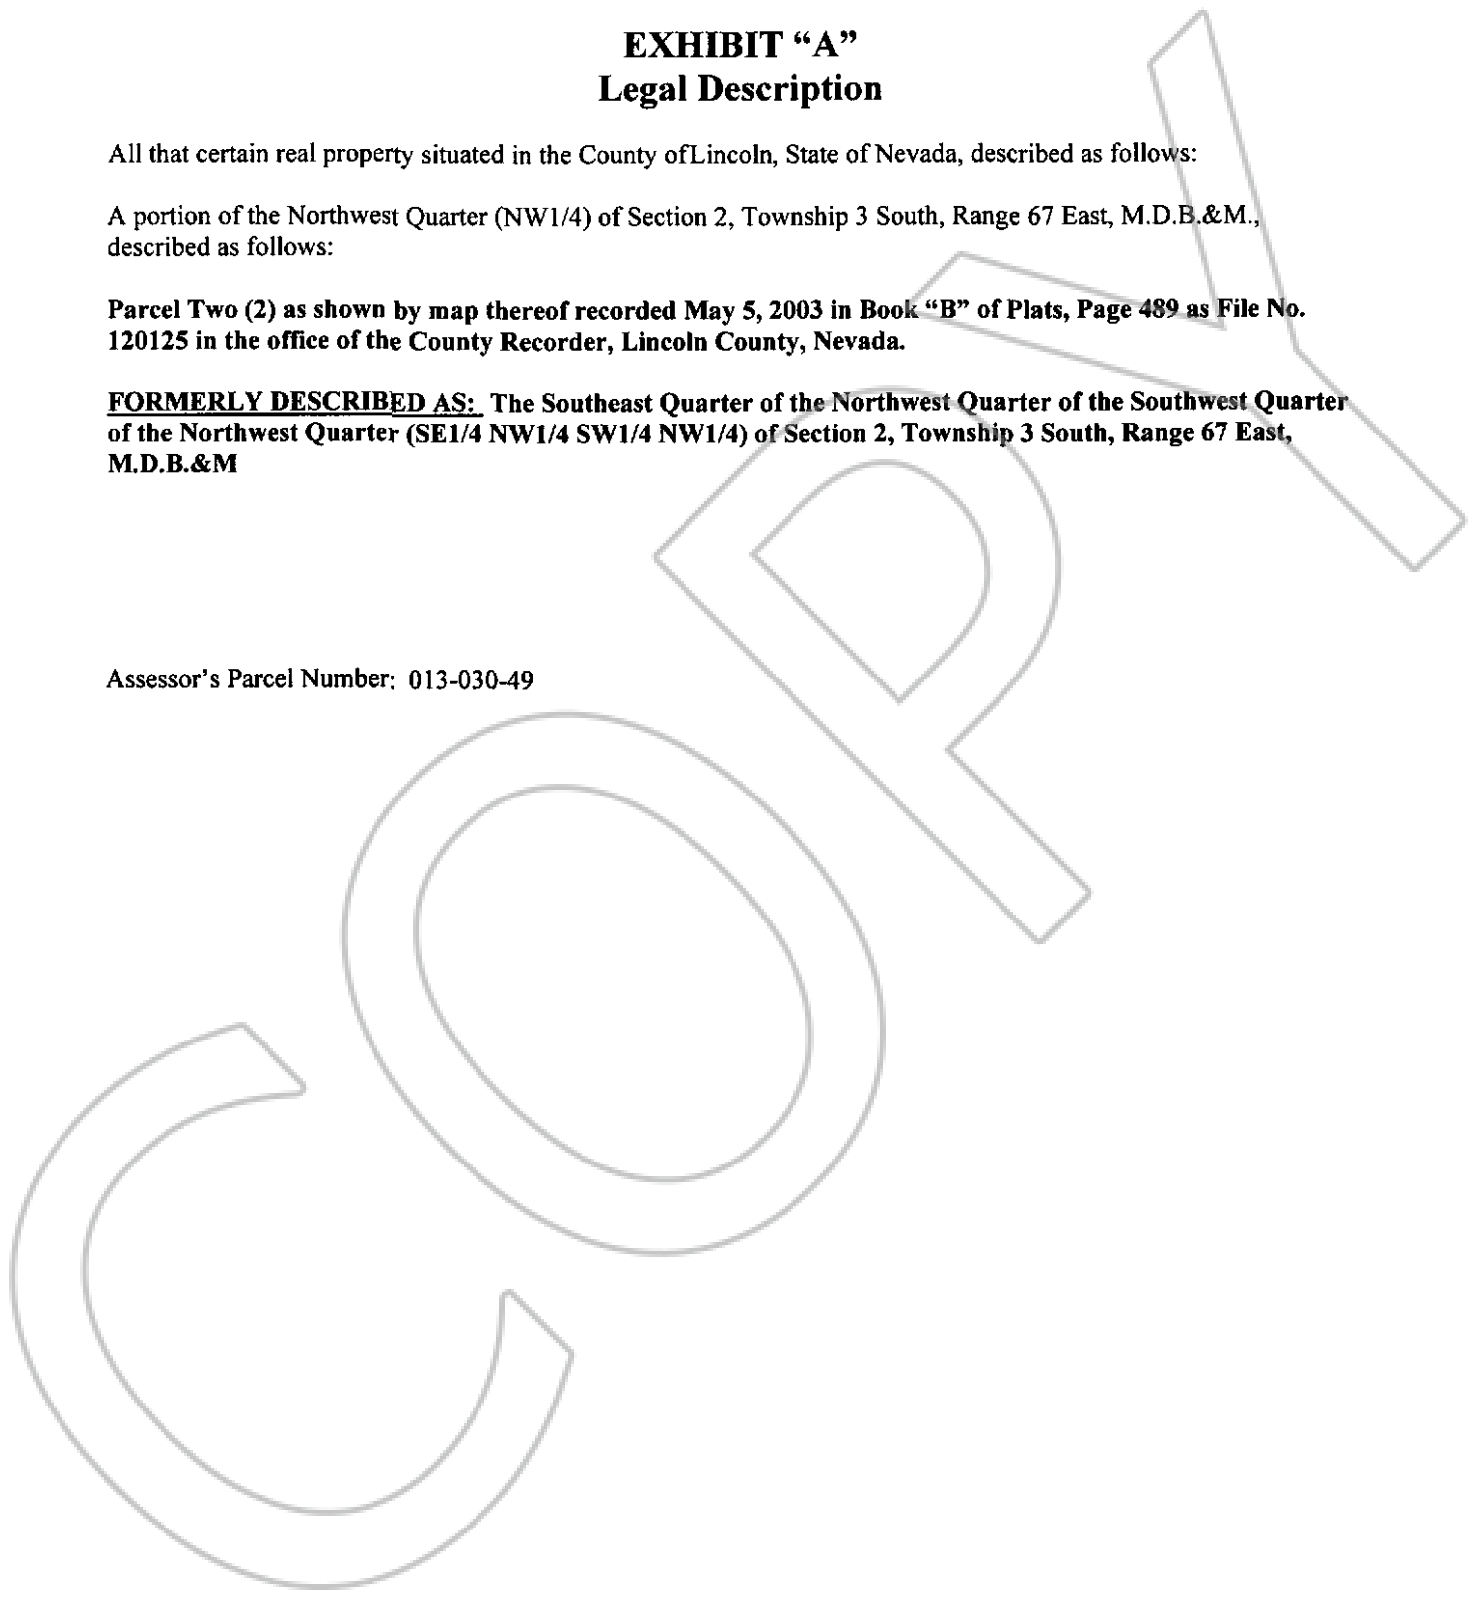 EXHIBIT “A”
Legal Description
All that certain real property situated in the County ofLincoln, State of Nevada, described as follows:
A portion of the Northwest Quarter (NW1/4) of Section 2, Township 3 South, Range 67 East, M.D.B.&M.,
described as follows:
Parcel Two (2) as shown by map thereof recorded May 5, 2003 in Book “B” of Plats, Page 489 as File No.
120125 in the office of the County Recorder, Lincoln County, Nevada.
FORMERLY DESCRIBED AS: The Southeast Quarter of the Northwest Quarter of the Southwest Quarter
of the Northwest Quarter (SE1/4 NW1/4 SW1/4 NW1/4) of Section 2, Township 3 South, Range 67 East,
M.D.B.&M
Assessor’s Parcel Number: 013-030-49
COPY